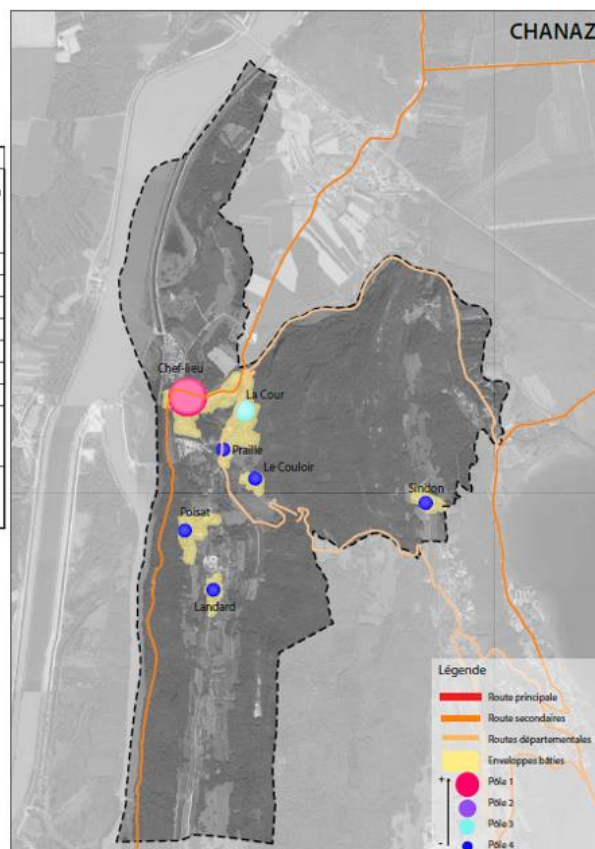 CHANAZ
Chef-lieu
La Cour
Praille
Le Couloir
Sindon
Poisat
Landard
Légende
Route principale
Route secondaires
Routes départementales
Enveloppes bâties
+
Pôle 1
Pôle 2
Pôle 3
-
Pôle 4